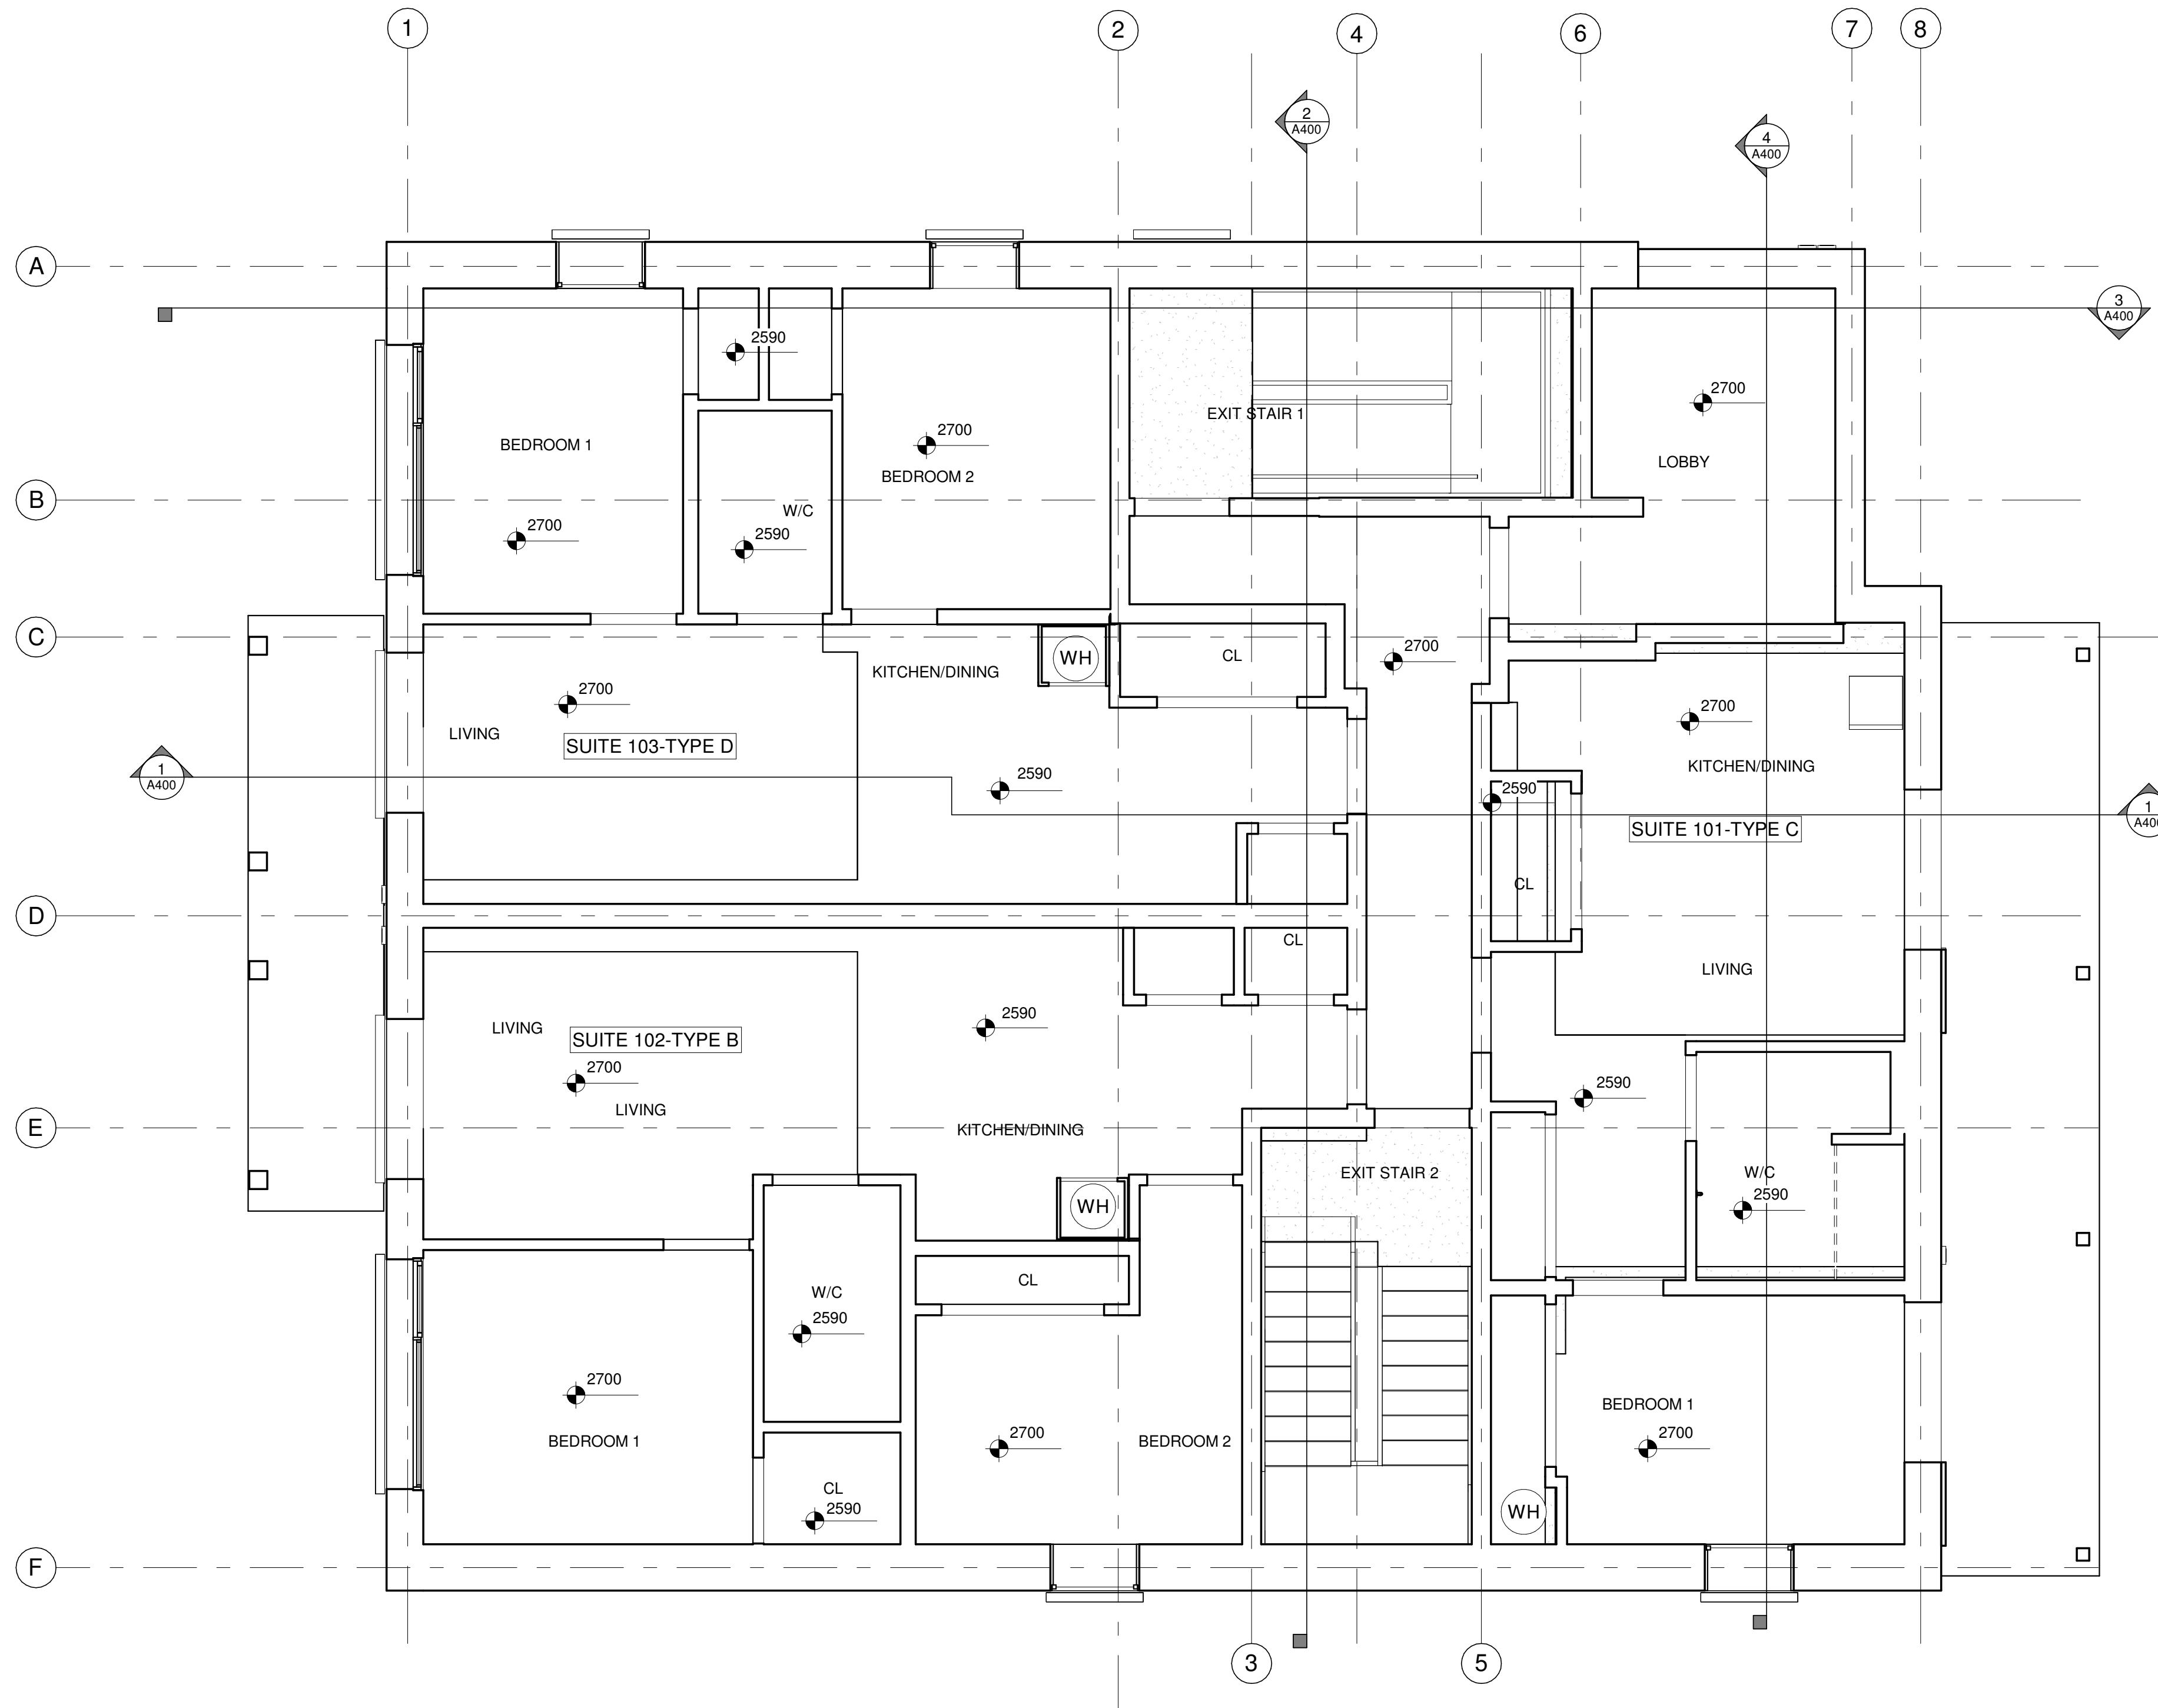 1
2
4
6
7
8
2
A400
4
A400
A
3
A400
2590
2700
EXIT STAIR 1
2700
BEDROOM 1
BEDROOM 2
LOBBY
B
W/C
2700
2590
C
2700
WH
CL
KITCHEN/DINING
2700
2700
LIVING
SUITE 103-TYPE D
KITCHEN/DINING
1
A400
2590
2590
1
A400
SUITE 101-TYPE C
CL
D
CL
LIVING
LIVING
2590
SUITE 102-TYPE B
2700
2590
LIVING
E
KITCHEN/DINING
EXIT STAIR 2
W/C
2590
WH
CL
W/C
2590
2700
BEDROOM 1
2700
BEDROOM 1
BEDROOM 2
2700
CL
2590
WH
F
3
5